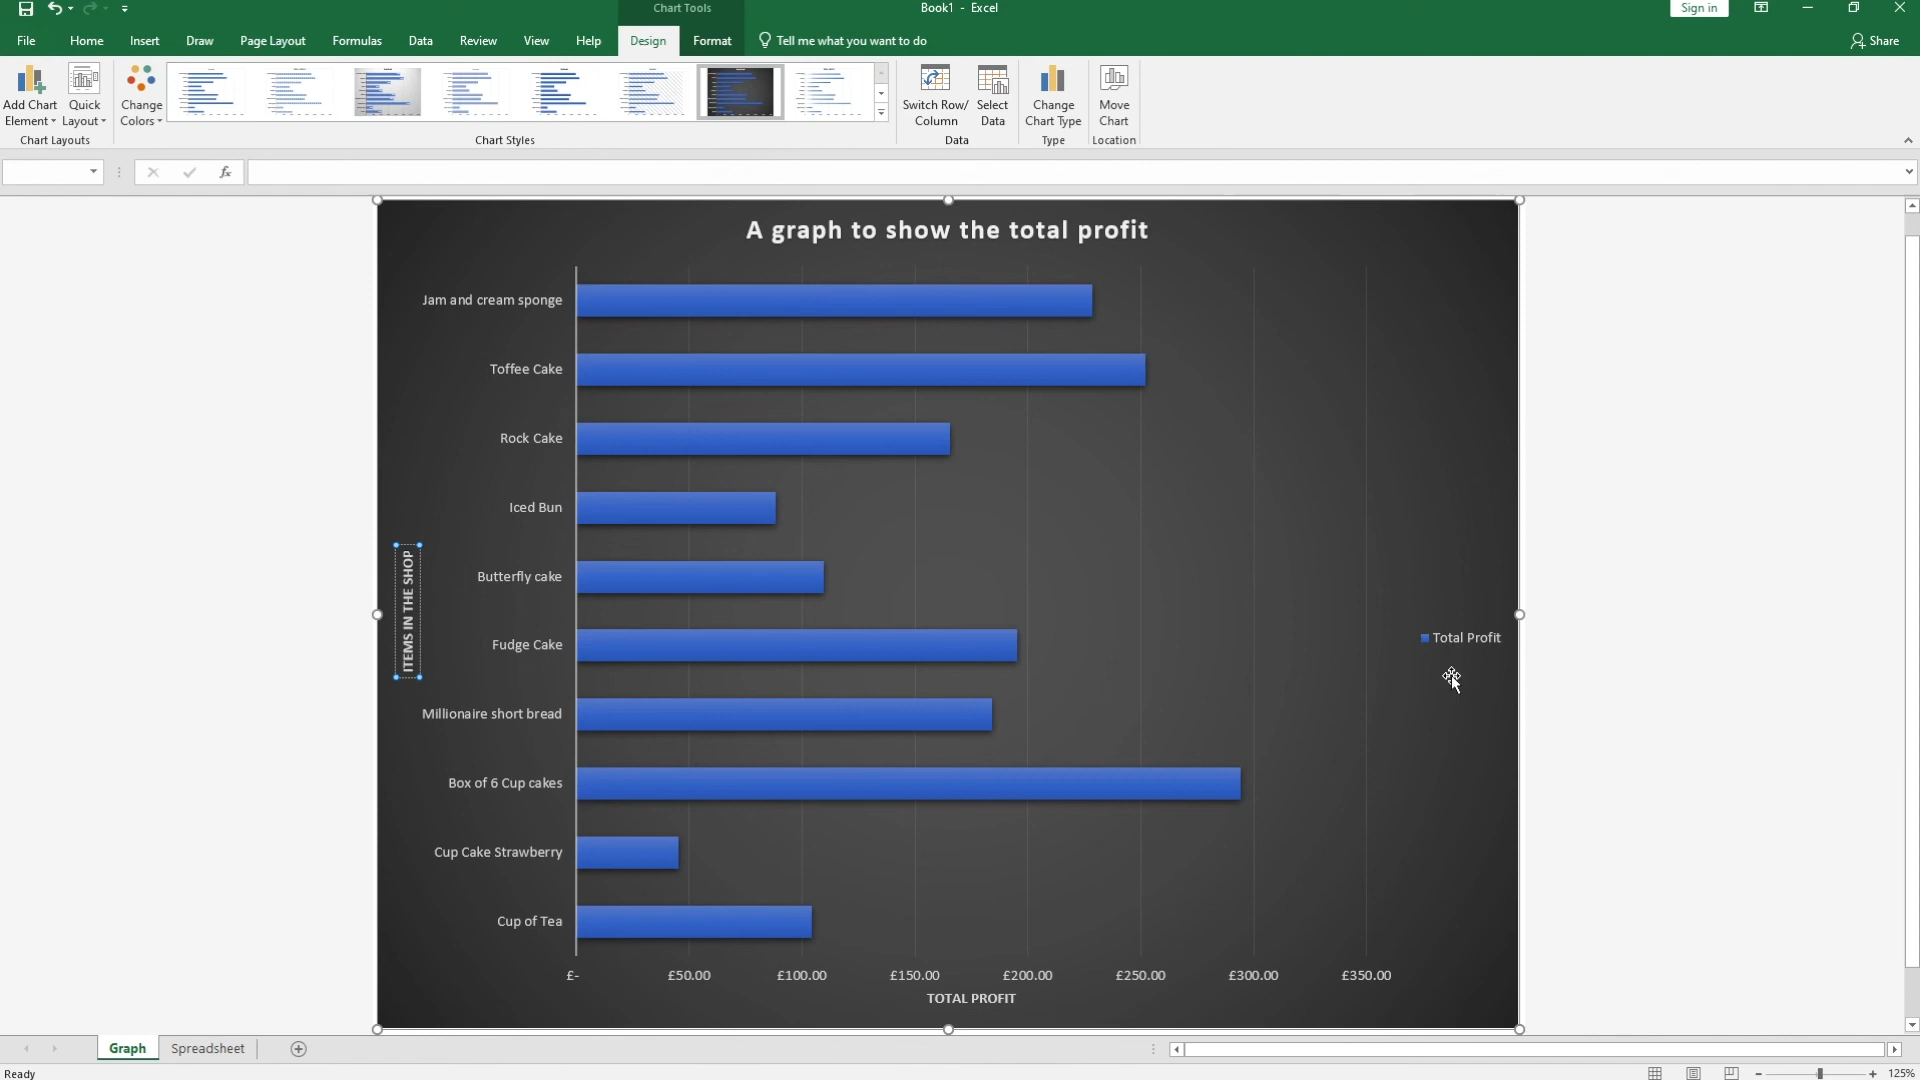 Chart Tools
Book1 - Excel
Sign in
File Home Insert Draw Page Layout Formulas Data Review View Help Design Format Tell me what you want to do Share
Add Chart Element Quick Layout Change Colors Switch Row/ Column Select Data Change Chart Type Move Chart
Chart Layouts Chart Styles Data Type Location
fx
A graph to show the total profit
Jam and cream sponge
Toffee Cake
Rock Cake
Iced Bun
Butterfly cake
Fudge Cake
Millionaire short bread
Box of 6 Cup cakes
Cup Cake Strawberry
Cup of Tea
ITEMS IN THE SHOP
Total Profit
£- £50.00 £100.00 £150.00 £200.00 £250.00 £300.00 £350.00
TOTAL PROFIT
Graph Spreadsheet
Ready
125%